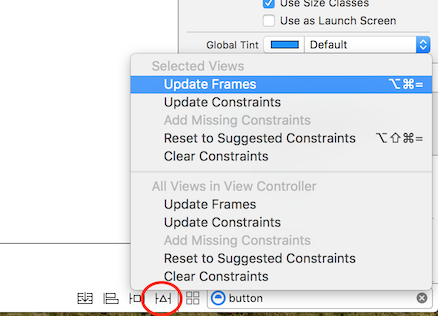 Use Size Classes
Use as Launch Screen
Global Tint
Default
Selected Views
Update Frames ⌥⌘=
Update Constraints
Add Missing Constraints
Reset to Suggested Constraints ⌥⇧⌘=
Clear Constraints
All Views in View Controller
Update Frames
Update Constraints
Add Missing Constraints
Reset to Suggested Constraints
Clear Constraints
button